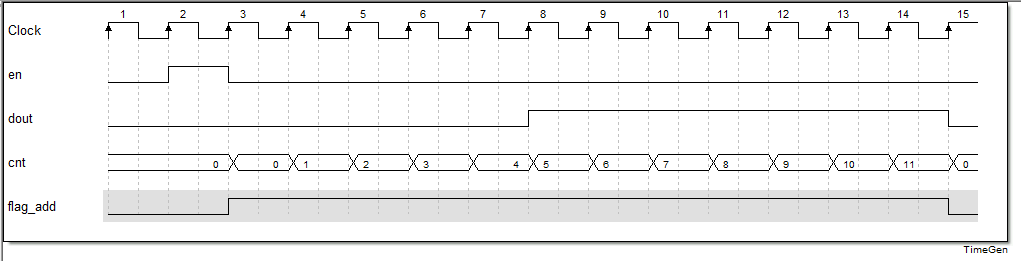 1 2 3 4 5 6 7 8 9 10 11 12 13 14 15
Clock
en
dout
cnt 0 0 1 2 3 4 5 6 7 8 9 10 11 0
flag_add
TimeGen